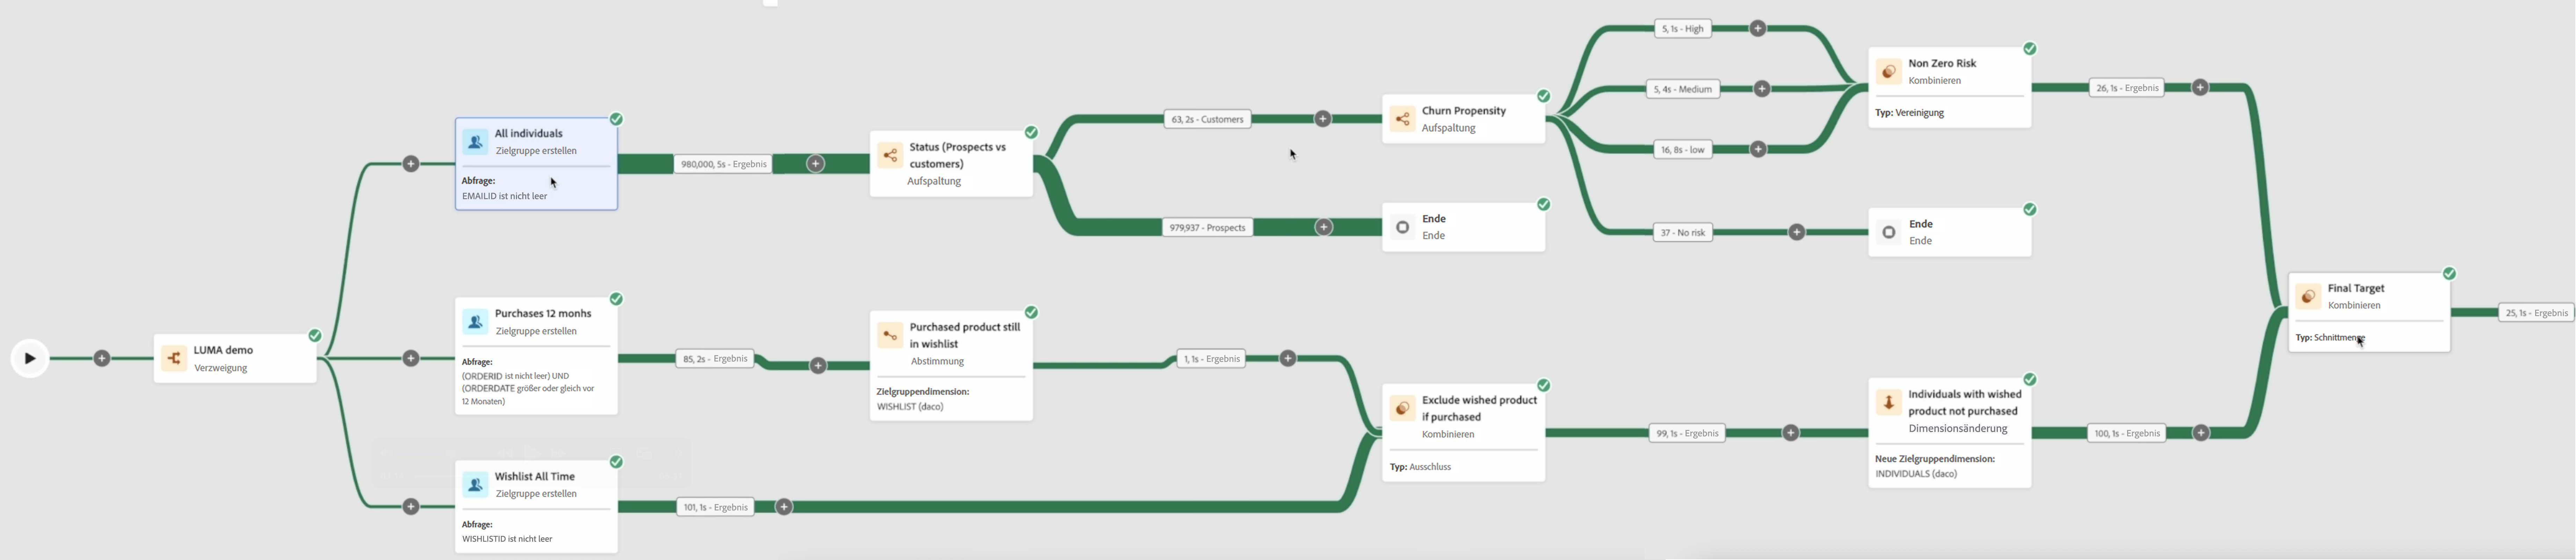 LUMA demo
Verzweigung
All individuals
Zielgruppe erstellen
Abfrage:
EMAILID ist nicht leer
980,000, 5s - Ergebnis
Status (Prospects vs
customers)
Aufspaltung
63, 2s - Customers
979,937 - Prospects
Churn Propensity
Aufspaltung
Ende
Ende
5, 1s - High
5, 4s - Medium
16, 8s - low
37 - No risk
Non Zero Risk
Kombinieren
Typ: Vereinigung
Ende
Ende
26, 1s - Ergebnis
Purchases 12 monhs
Zielgruppe erstellen
Abfrage:
(ORDERID ist nicht leer) UND
(ORDERDATE größer oder gleich vor
12 Monaten)
85, 2s - Ergebnis
Purchased product still
in wishlist
Abstimmung
Zielgruppendimension:
WISHLIST (daco)
1, 1s - Ergebnis
Wishlist All Time
Zielgruppe erstellen
Abfrage:
WISHLISTID ist nicht leer
101, 1s - Ergebnis
Exclude wished product
if purchased
Kombinieren
Typ: Ausschluss
99, 1s - Ergebnis
Individuals with wished
product not purchased
Dimensionsänderung
Neue Zielgruppendimension:
INDIVIDUALS (daco)
100, 1s - Ergebnis
Final Target
Kombinieren
Typ: Schnittmenge
25, 1s - Ergebnis